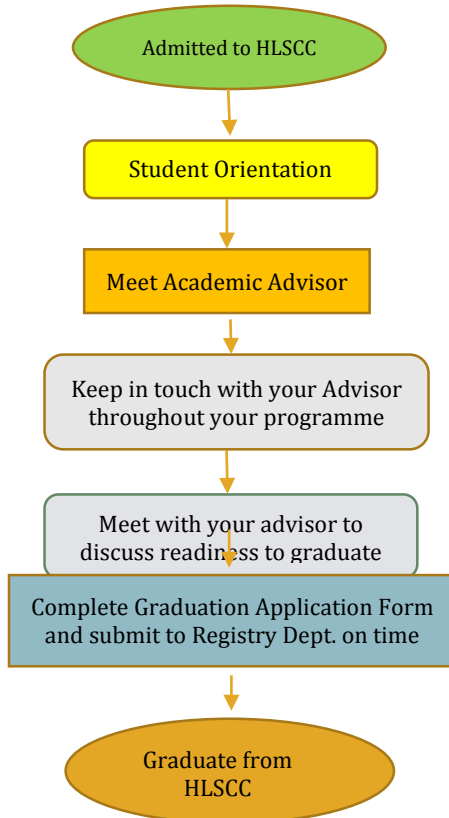 Admitted to HLSCC
Student Orientation
Meet Academic Advisor
Keep in touch with your Advisor
throughout your programme
Meet with your advisor to
discuss readiness to graduate
Complete Graduation Application Form
and submit to Registry Dept. on time
Graduate from
HLSCC